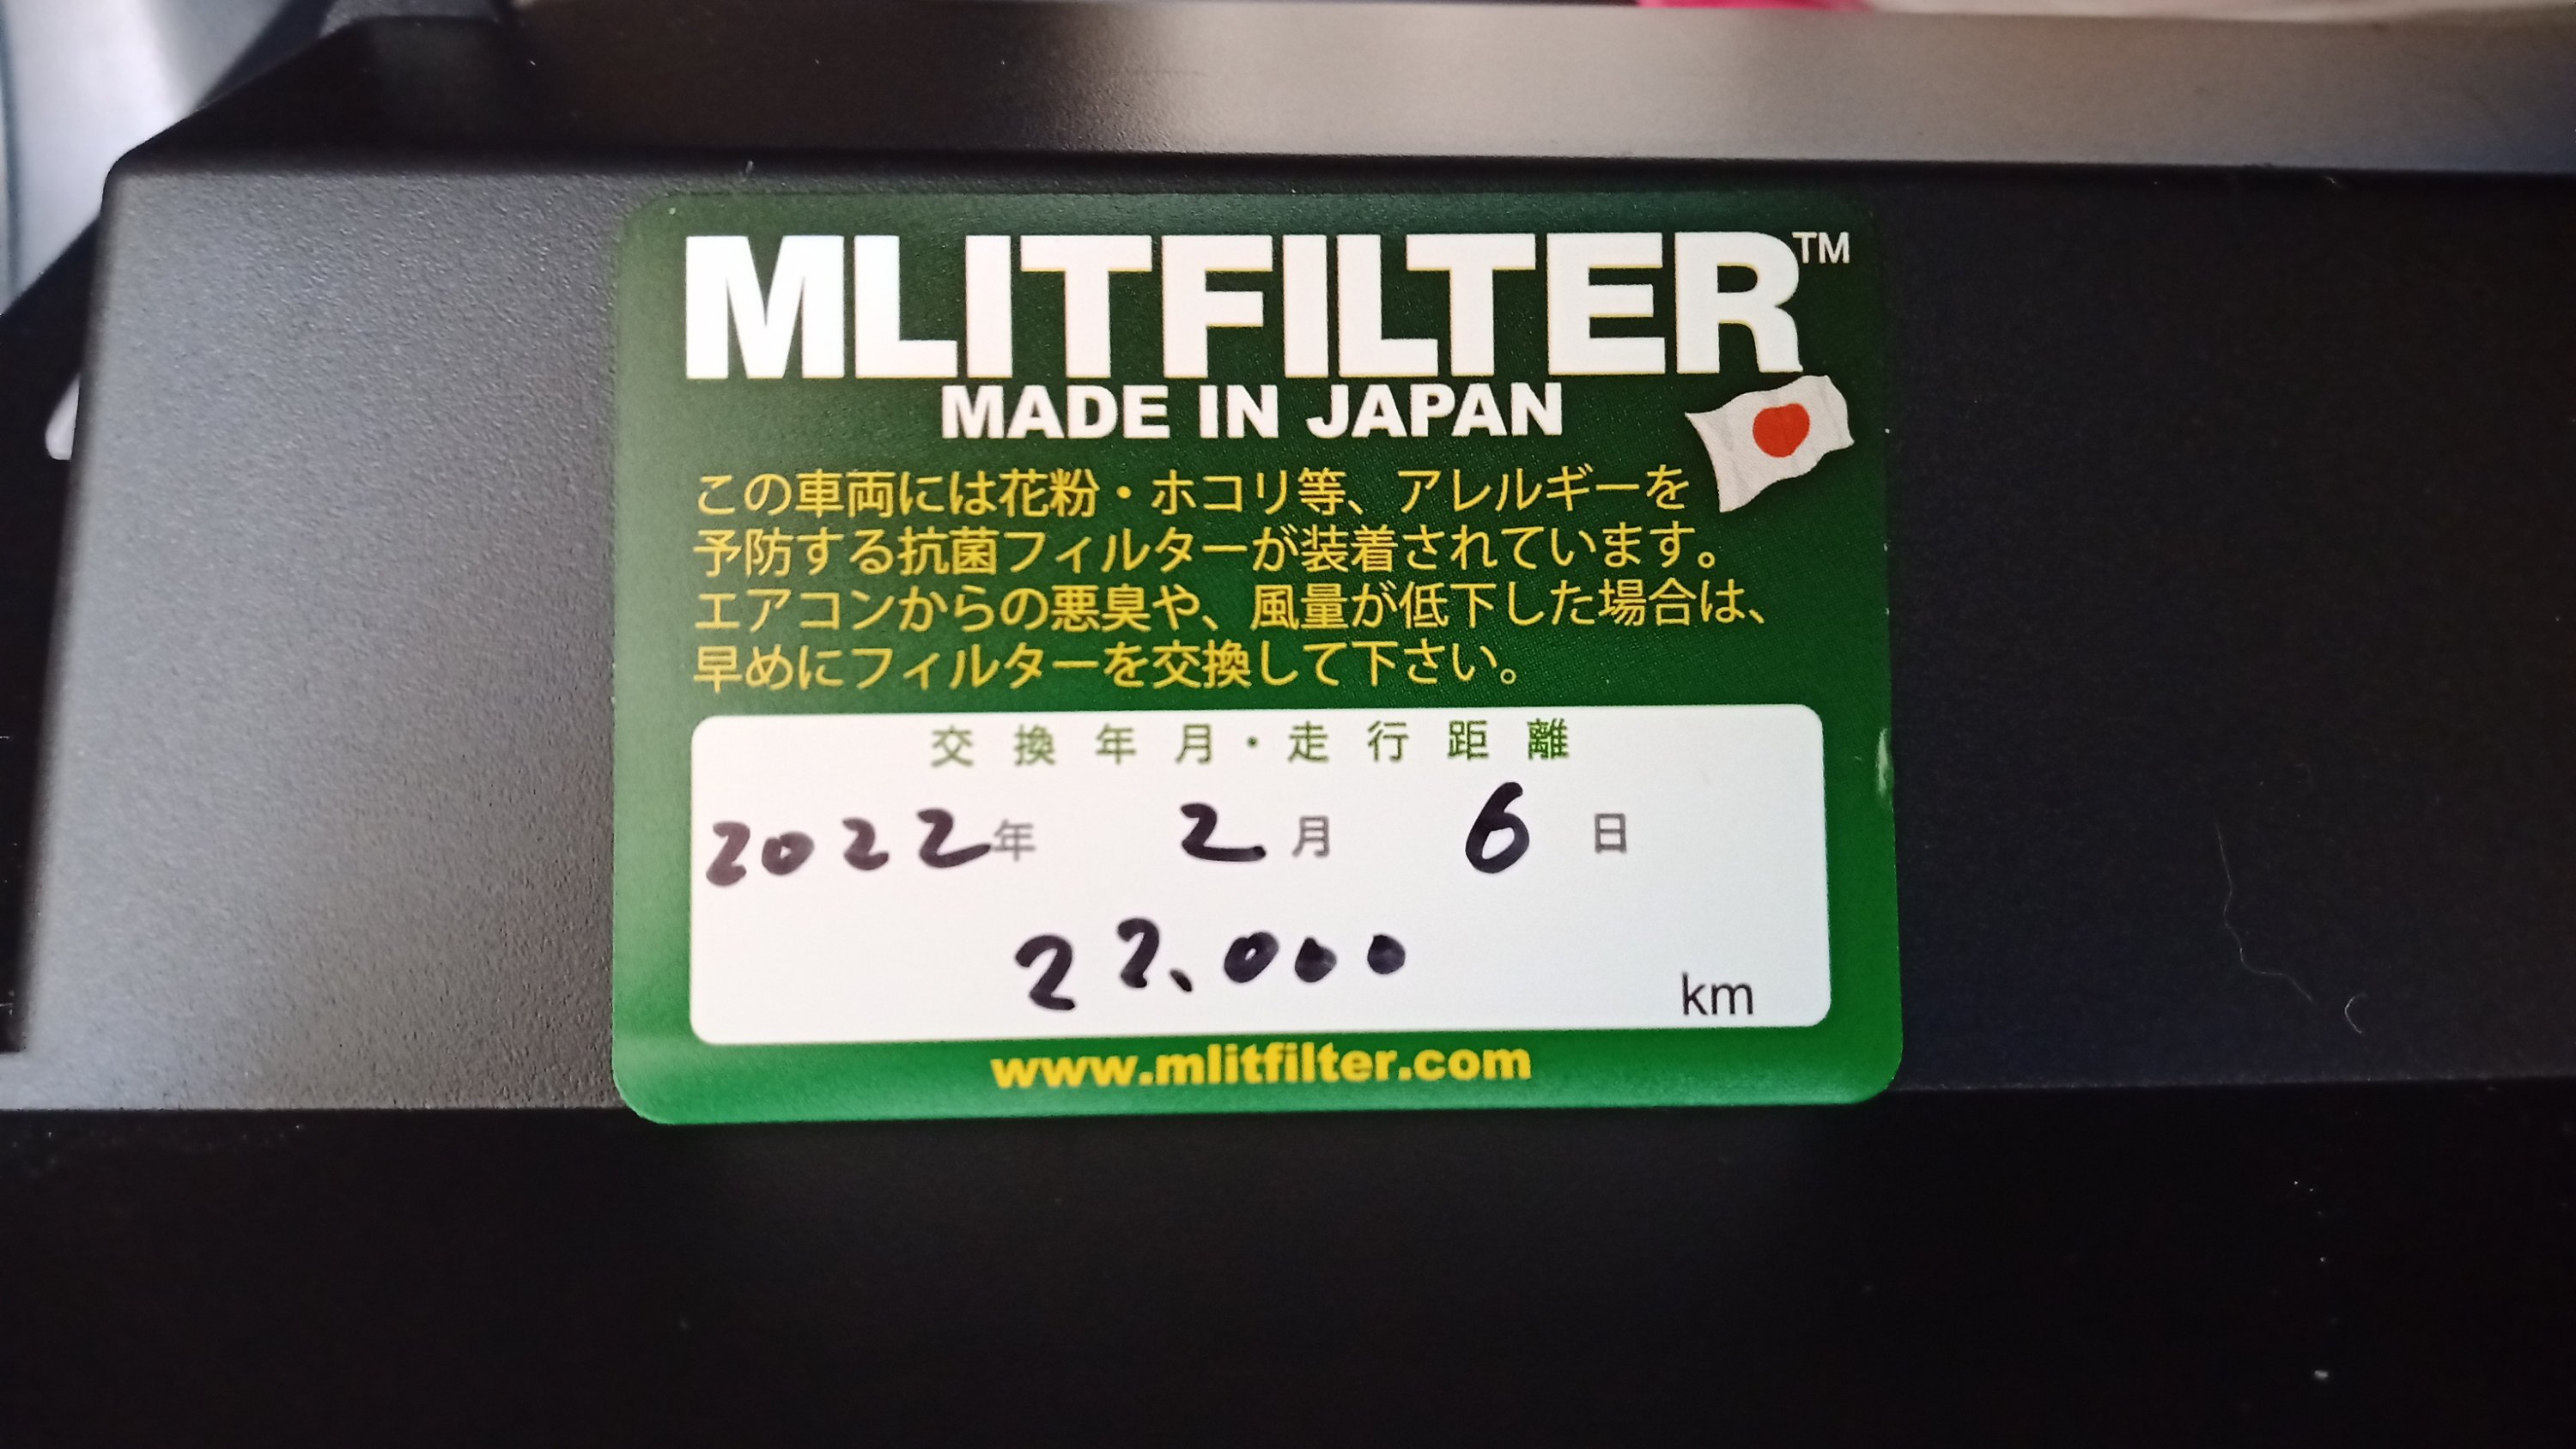 MLITFILTER™
MADE IN JAPAN
この車両には花粉・ホコリ等、アレルギーを
予防する抗菌フィルターが装着されています。
エアコンからの悪臭や、風量が低下した場合は、
早めにフィルターを交換して下さい。
交換年月・走行距離
2022年 2月 6日
22.000 km
www.mlitfilter.com